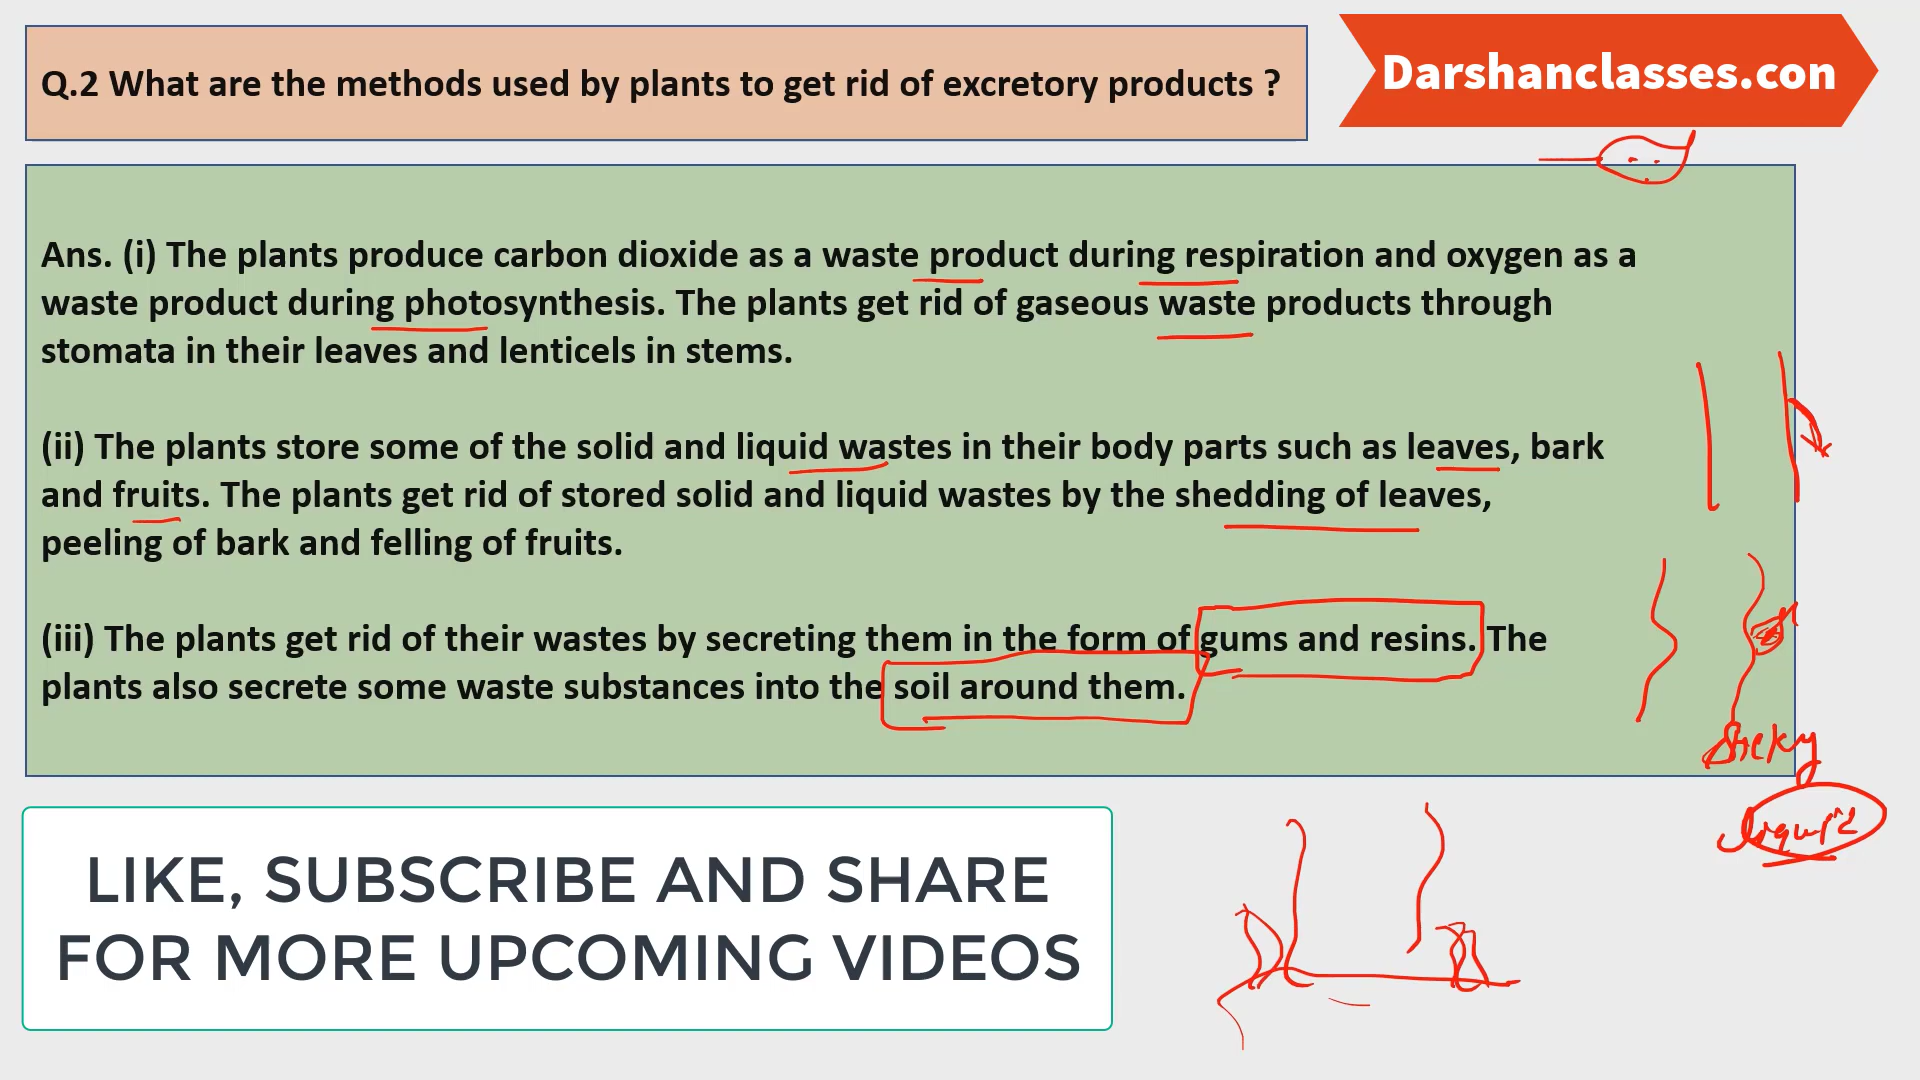 Q.2 What are the methods used by plants to get rid of excretory products ?
Darshanclasses.con
Ans. (i) The plants produce carbon dioxide as a waste product during respiration and oxygen as a
waste product during photosynthesis. The plants get rid of gaseous waste products through
stomata in their leaves and lenticels in stems.
(ii) The plants store some of the solid and liquid wastes in their body parts such as leaves, bark
and fruits. The plants get rid of stored solid and liquid wastes by the shedding of leaves,
peeling of bark and felling of fruits.
(iii) The plants get rid of their wastes by secreting them in the form of gums and resins. The
plants also secrete some waste substances into the soil around them.
Sticky
liquid
LIKE, SUBSCRIBE AND SHARE
FOR MORE UPCOMING VIDEOS